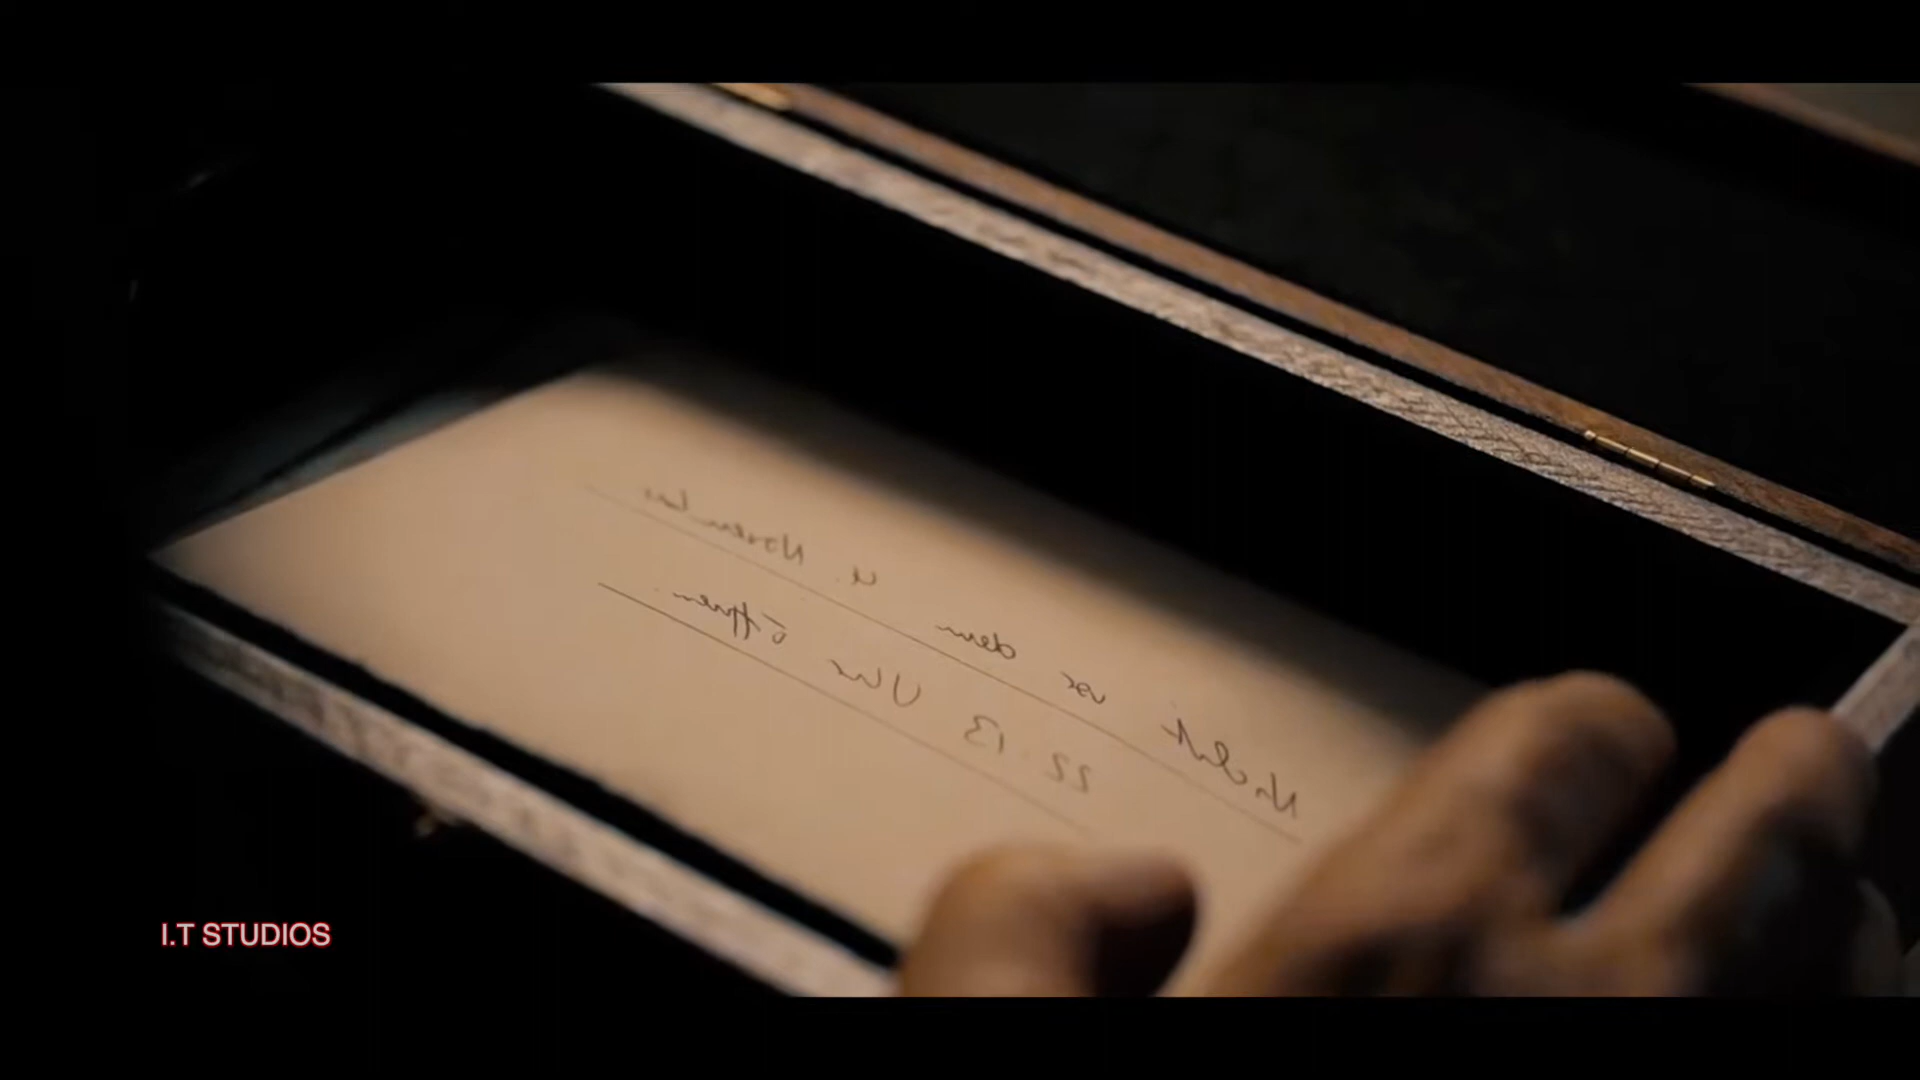 Nicht vor dem 4. November
22.13 Uhr öffnen.
I.T STUDIOS